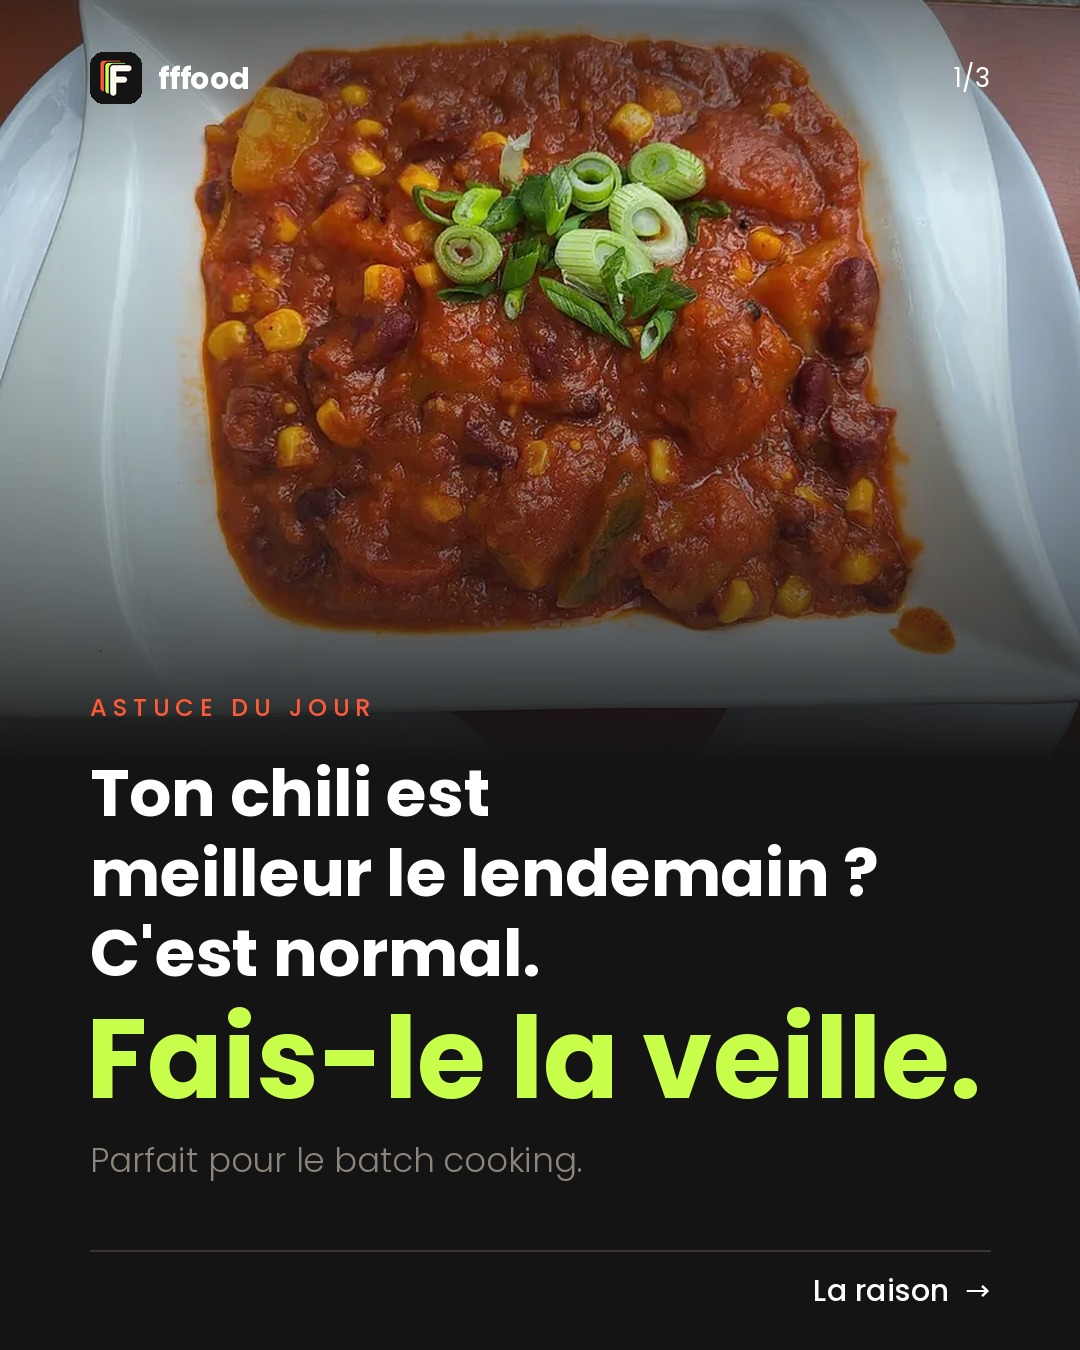 fffood
1/3
ASTUCE DU JOUR
Ton chili est
meilleur le lendemain ?
C'est normal.
Fais-le la veille.
Parfait pour le batch cooking.
La raison →